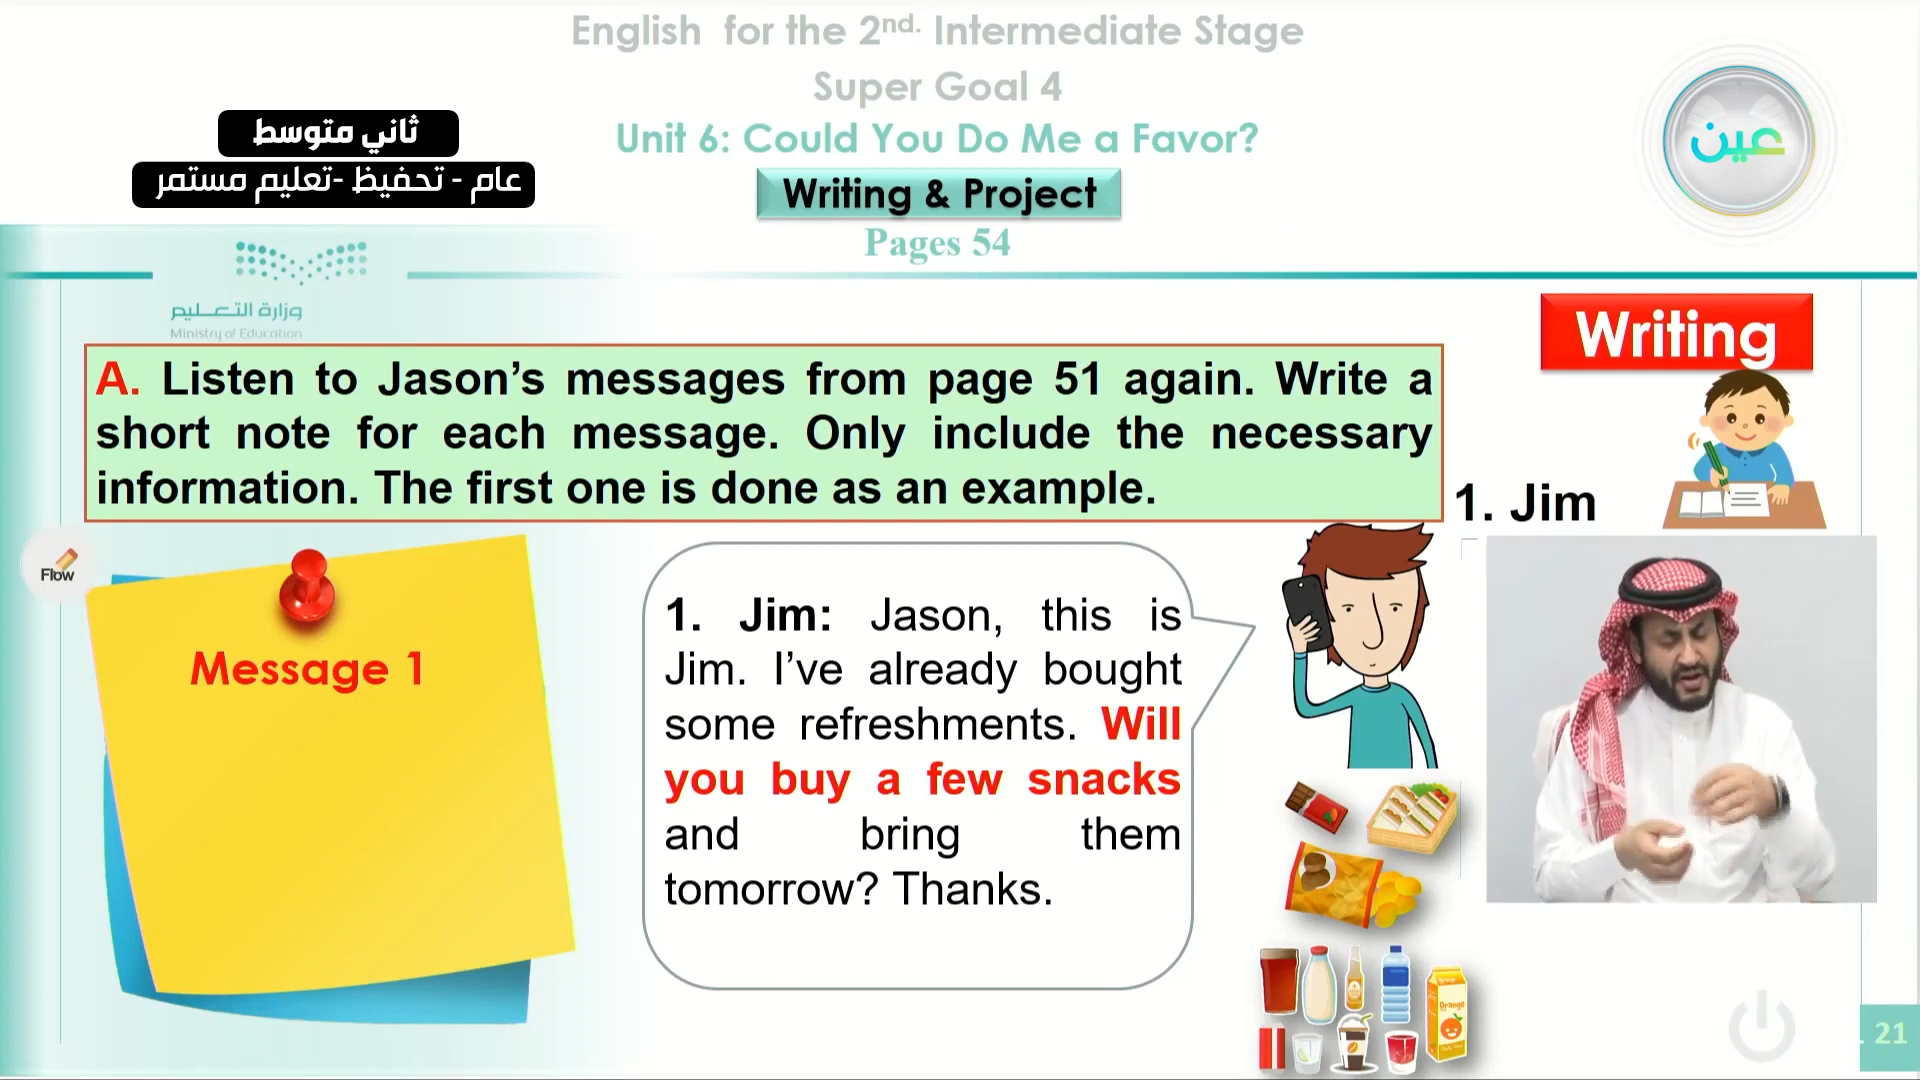 English for the 2nd. Intermediate Stage
Super Goal 4
Unit 6: Could You Do Me a Favor?
Writing & Project
Pages 54
ثاني متوسط
عام - تحفيظ -تعليم مستمر
عين
وزارة التعليم
Ministry of Education
Writing
A. Listen to Jason’s messages from page 51 again. Write a
short note for each message. Only include the necessary
information. The first one is done as an example.
1. Jim
Flow
Message 1
1. Jim: Jason, this is
Jim. I’ve already bought
some refreshments. Will
you buy a few snacks
and bring them
tomorrow? Thanks.
Orange
21